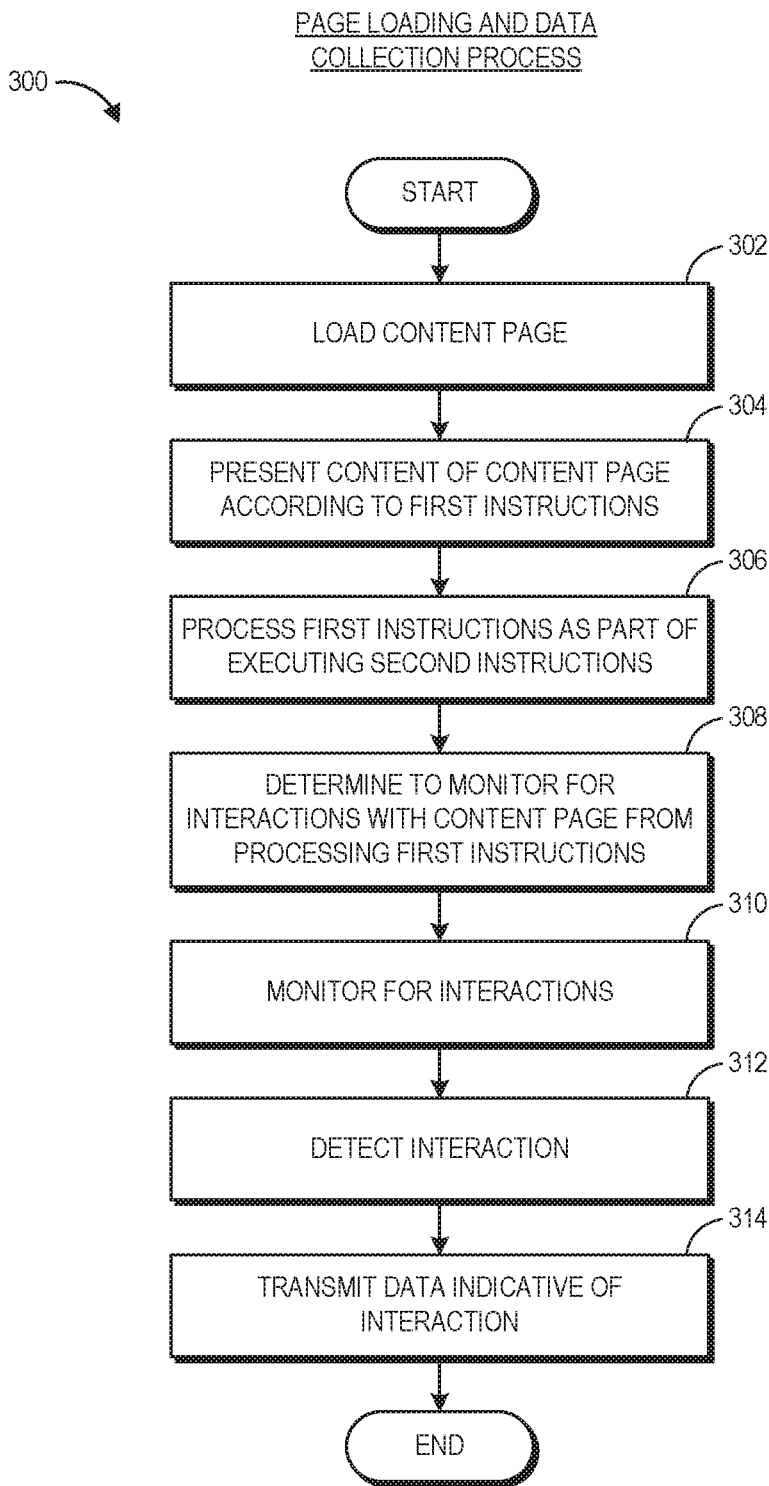 PAGE LOADING AND DATA
COLLECTION PROCESS
300
START
302
LOAD CONTENT PAGE
304
PRESENT CONTENT OF CONTENT PAGE
ACCORDING TO FIRST INSTRUCTIONS
306
PROCESS FIRST INSTRUCTIONS AS PART OF
EXECUTING SECOND INSTRUCTIONS
308
DETERMINE TO MONITOR FOR
INTERACTIONS WITH CONTENT PAGE FROM
PROCESSING FIRST INSTRUCTIONS
310
MONITOR FOR INTERACTIONS
312
DETECT INTERACTION
314
TRANSMIT DATA INDICATIVE OF
INTERACTION
END